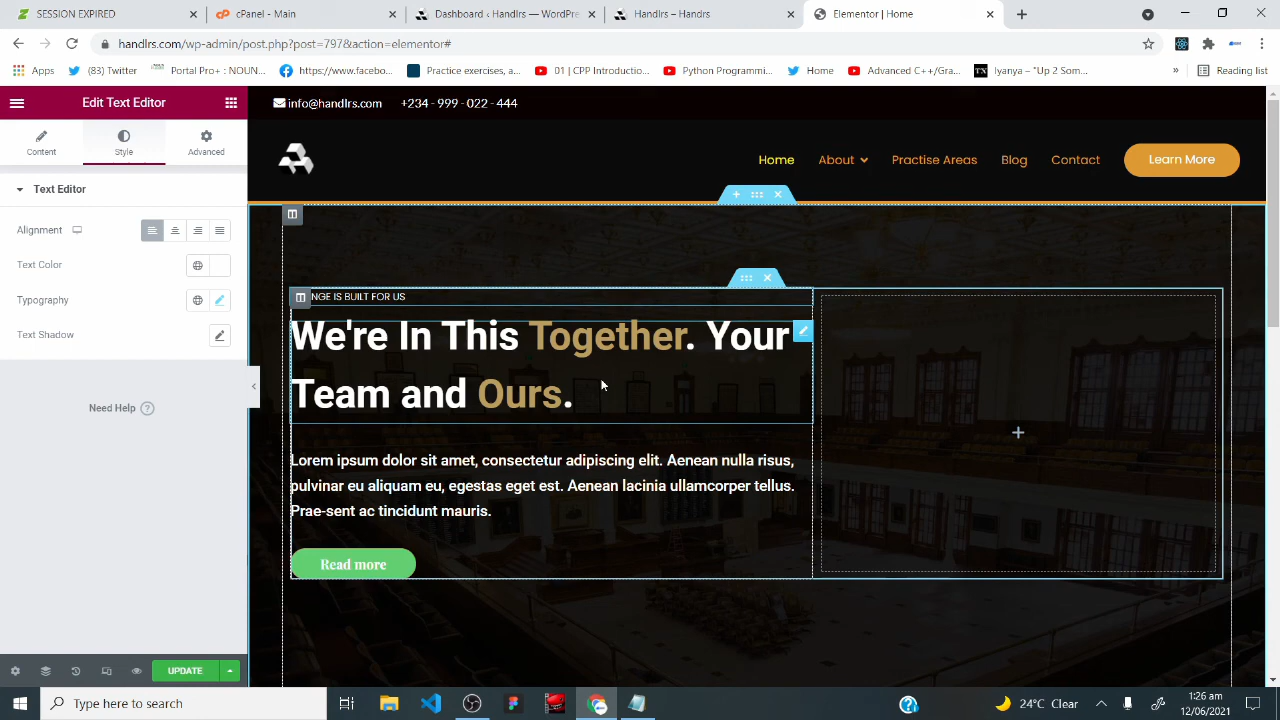 SESSION EXPIRED
cPanel - Main
Dashboard ‹ Handlrs — WordPre
Handlrs – Handrs
Elementor | Home
handlrs.com/wp-admin/post.php?post=797&action=elementor#
Apps
(83) Twitter
Portal Pro+ : NOUN...
https://www.facebo...
Practice exercises, a...
01 | CPP Introductio...
Python Programmi...
Home
Advanced C++/Gra...
Iyanya – "Up 2 Som...
»
Reading list
Edit Text Editor
info@handlrs.com
+234 - 999 - 022 - 444
Content
Style
Advanced
Home
About
Practise Areas
Blog
Contact
Learn More
Text Editor
Alignment
Text Color
Typography
Text Shadow
Need Help ?
NGE IS BUILT FOR US
We're In This Together. Your
Team and Ours.
Lorem ipsum dolor sit amet, consectetur adipiscing elit. Aenean nulla risus,
pulvinar eu aliquam eu, egestas eget est. Aenean lacinia ullamcorper tellus.
Prae-sent ac tincidunt mauris.
Read more
UPDATE
Type here to search
24°C Clear
1:26 am
12/06/2021